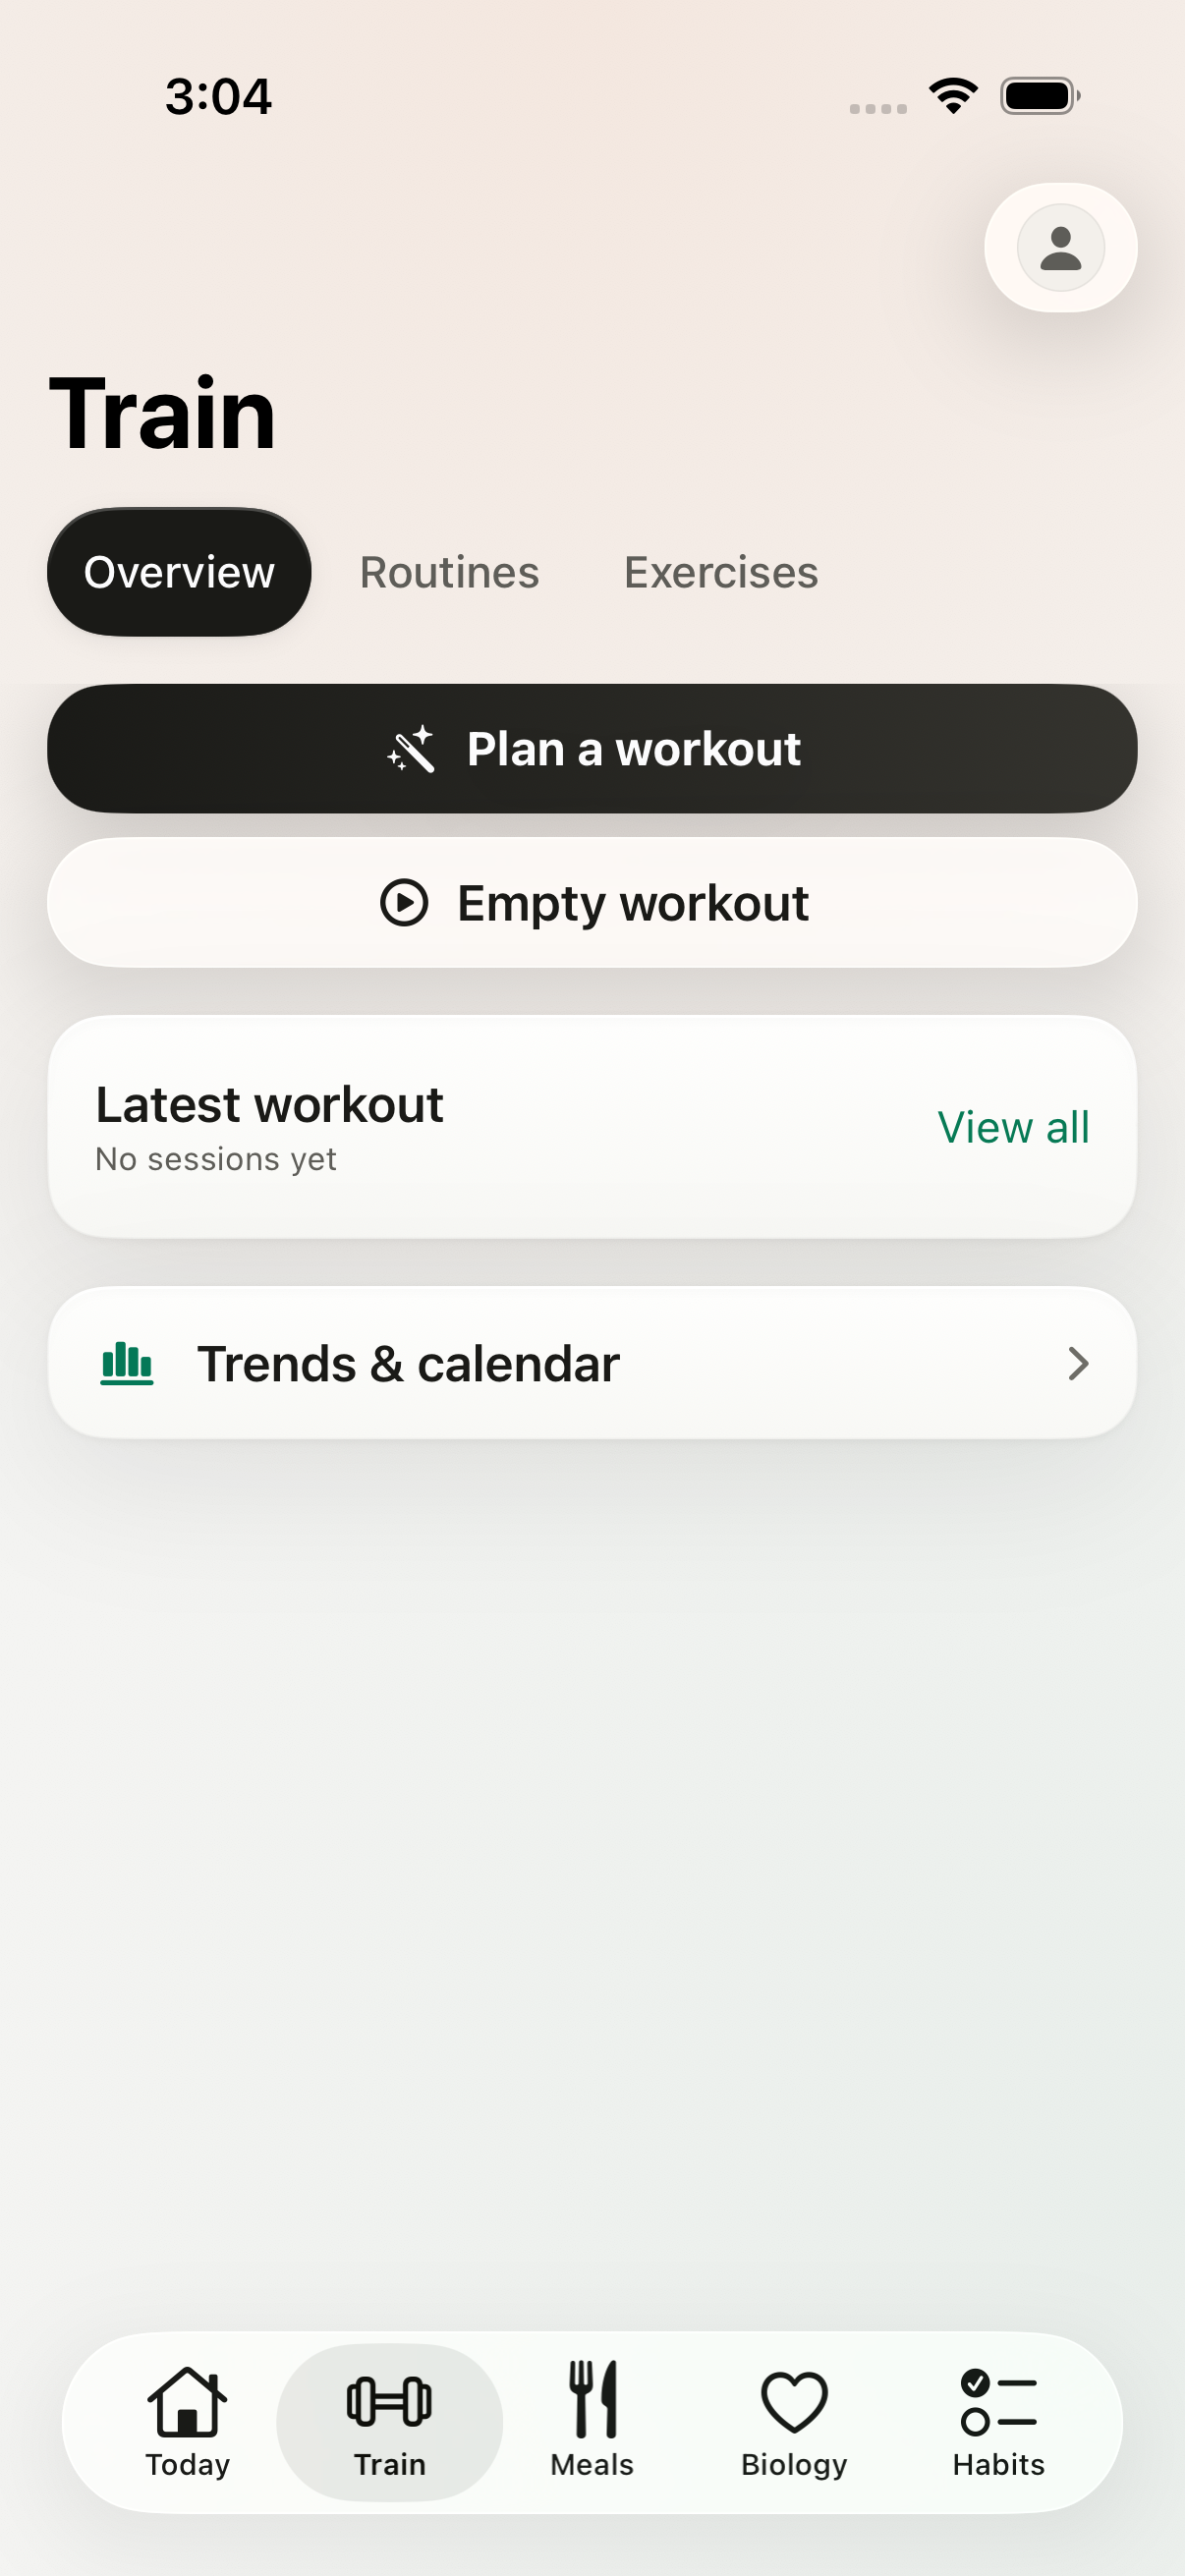 3:04
Train
Overview
Routines
Exercises
Plan a workout
Empty workout
Latest workout
No sessions yet
View all
Trends & calendar
Today
Train
Meals
Biology
Habits